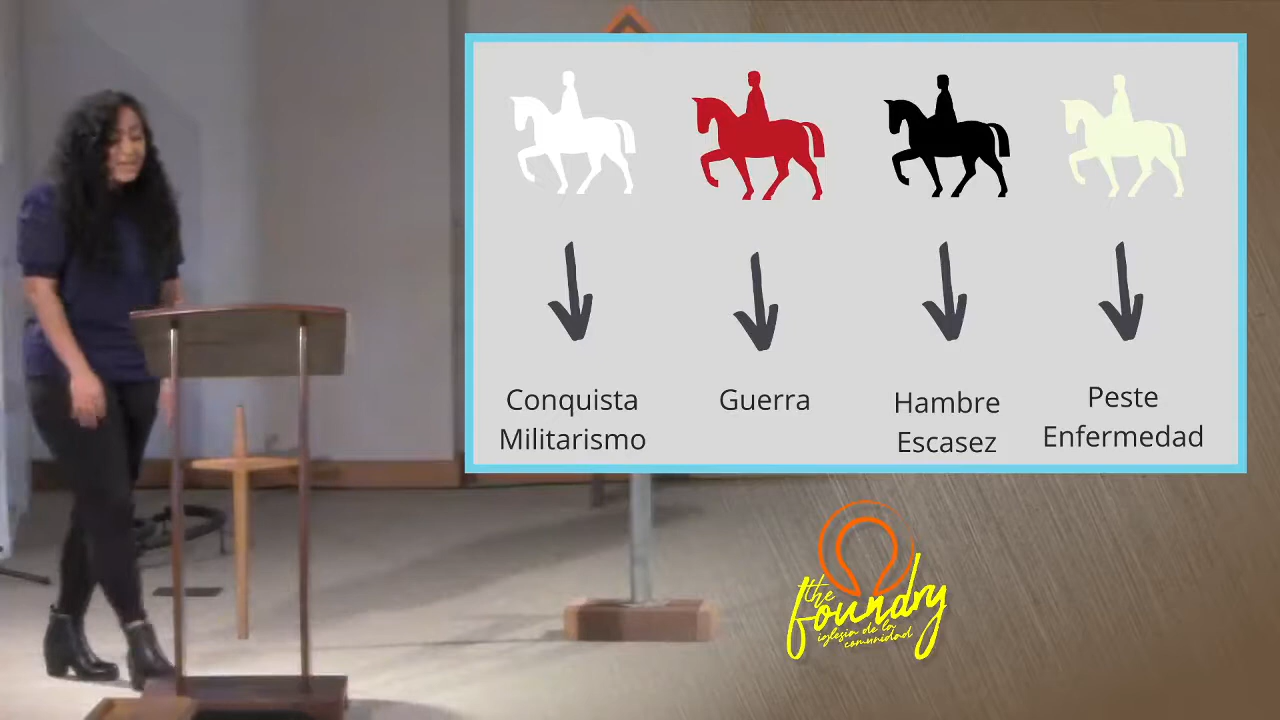 Conquista
Militarismo
Guerra
Hambre
Escasez
Peste
Enfermedad
the
foundry
iglesia de la
comunidad